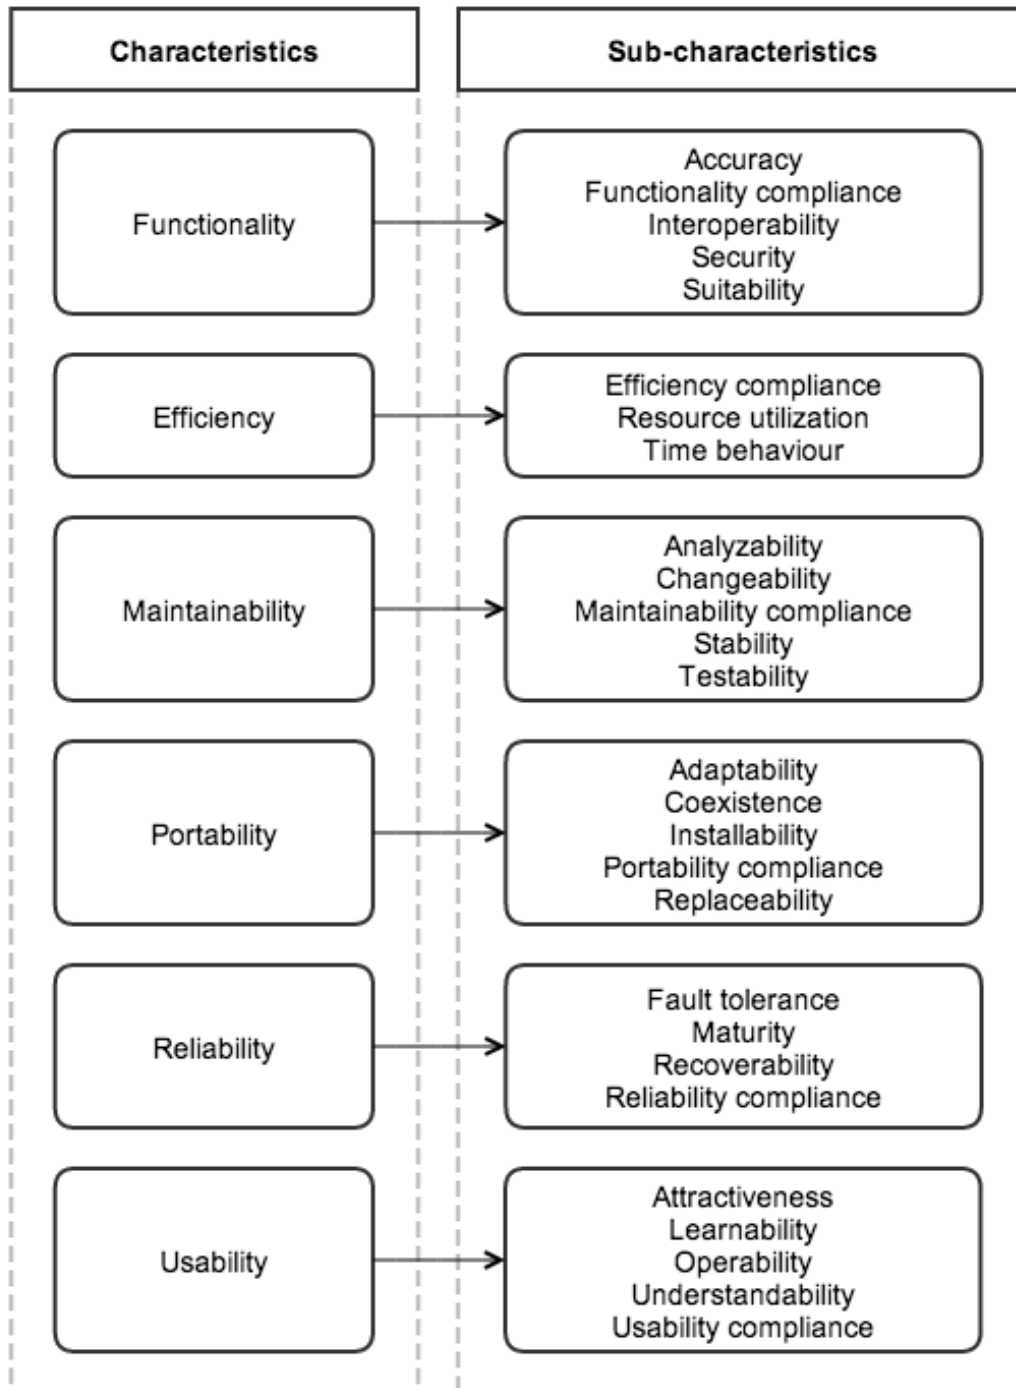 Characteristics
Sub-characteristics
Functionality
Accuracy
Functionality compliance
Interoperability
Security
Suitability
Efficiency
Efficiency compliance
Resource utilization
Time behaviour
Maintainability
Analyzability
Changeability
Maintainability compliance
Stability
Testability
Portability
Adaptability
Coexistence
Installability
Portability compliance
Replaceability
Reliability
Fault tolerance
Maturity
Recoverability
Reliability compliance
Usability
Attractiveness
Learnability
Operability
Understandability
Usability compliance